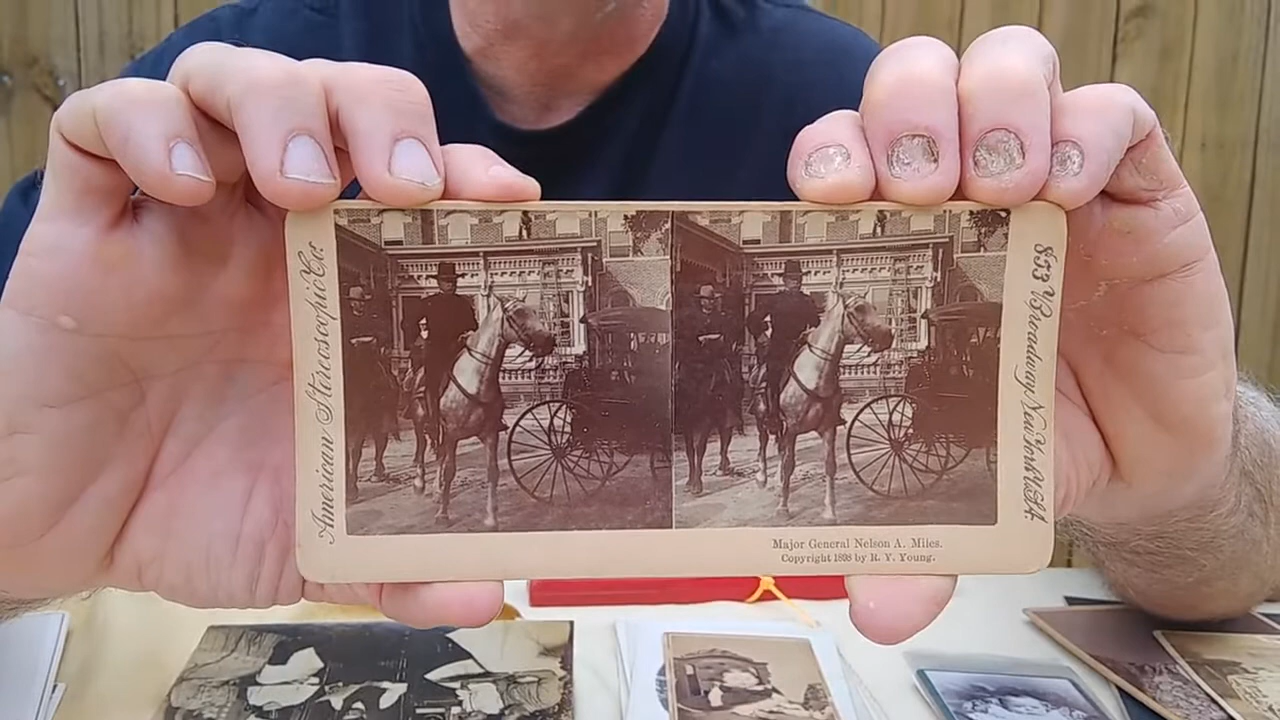 American Stereoscopic Co.
853 Broadway, New York, U.S.A.
Major General Nelson A. Miles.
Copyright 1898 by R. Y. Young.